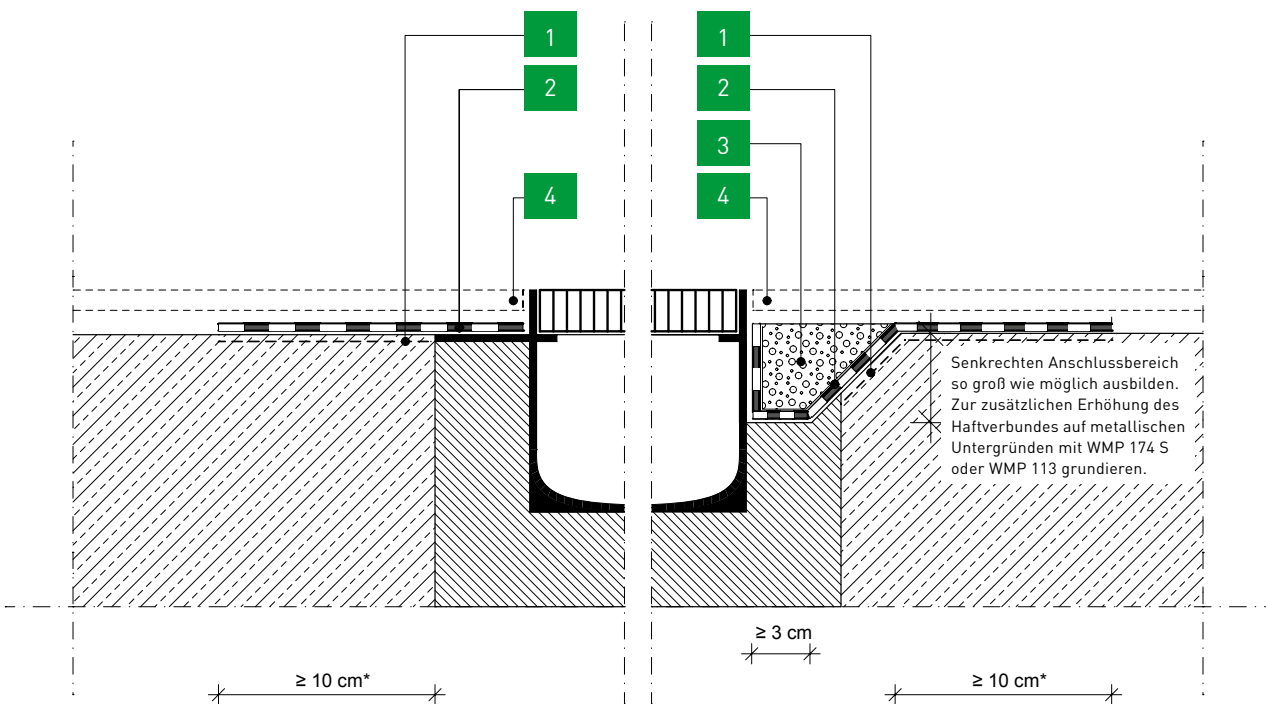 1
1
2
2
3
4
4
Senkrechten Anschlussbereich
so groß wie möglich ausbilden.
Zur zusätzlichen Erhöhung des
Haftverbundes auf metallischen
Untergründen mit WMP 174 S
oder WMP 113 grundieren.
≥ 3 cm
≥ 10 cm*
≥ 10 cm*